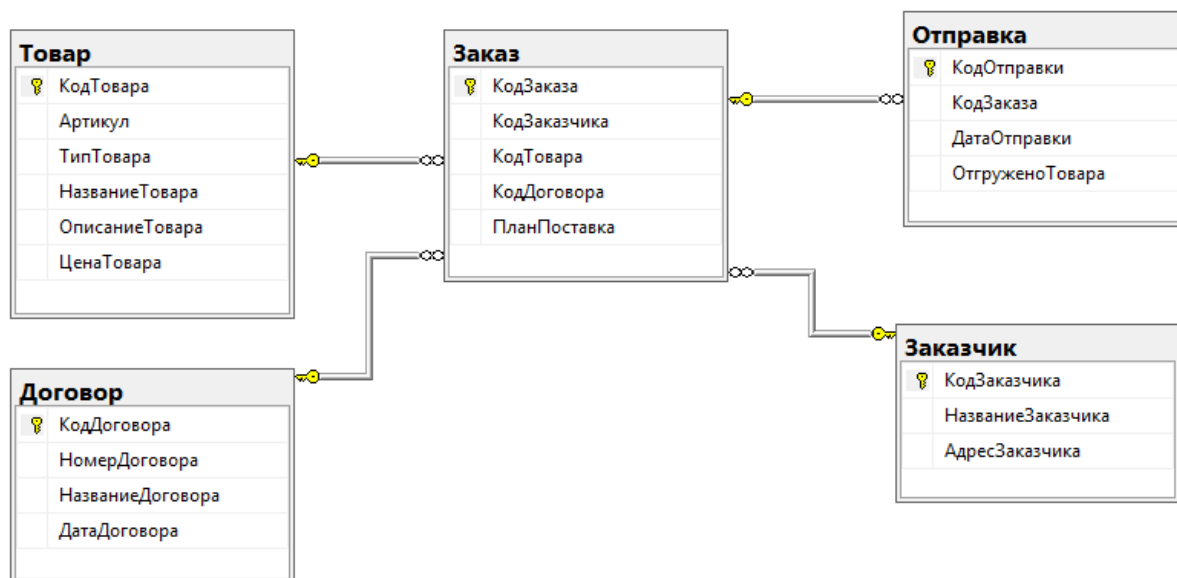 Товар
КодТовара
Артикул
ТипТовара
НазваниеТовара
ОписаниеТовара
ЦенаТовара
Заказ
КодЗаказа
КодЗаказчика
КодТовара
КодДоговора
ПланПоставка
Отправка
КодОтправки
КодЗаказа
ДатаОтправки
ОтгруженоТовара
Договор
КодДоговора
НомерДоговора
НазваниеДоговора
ДатаДоговора
Заказчик
КодЗаказчика
НазваниеЗаказчика
АдресЗаказчика